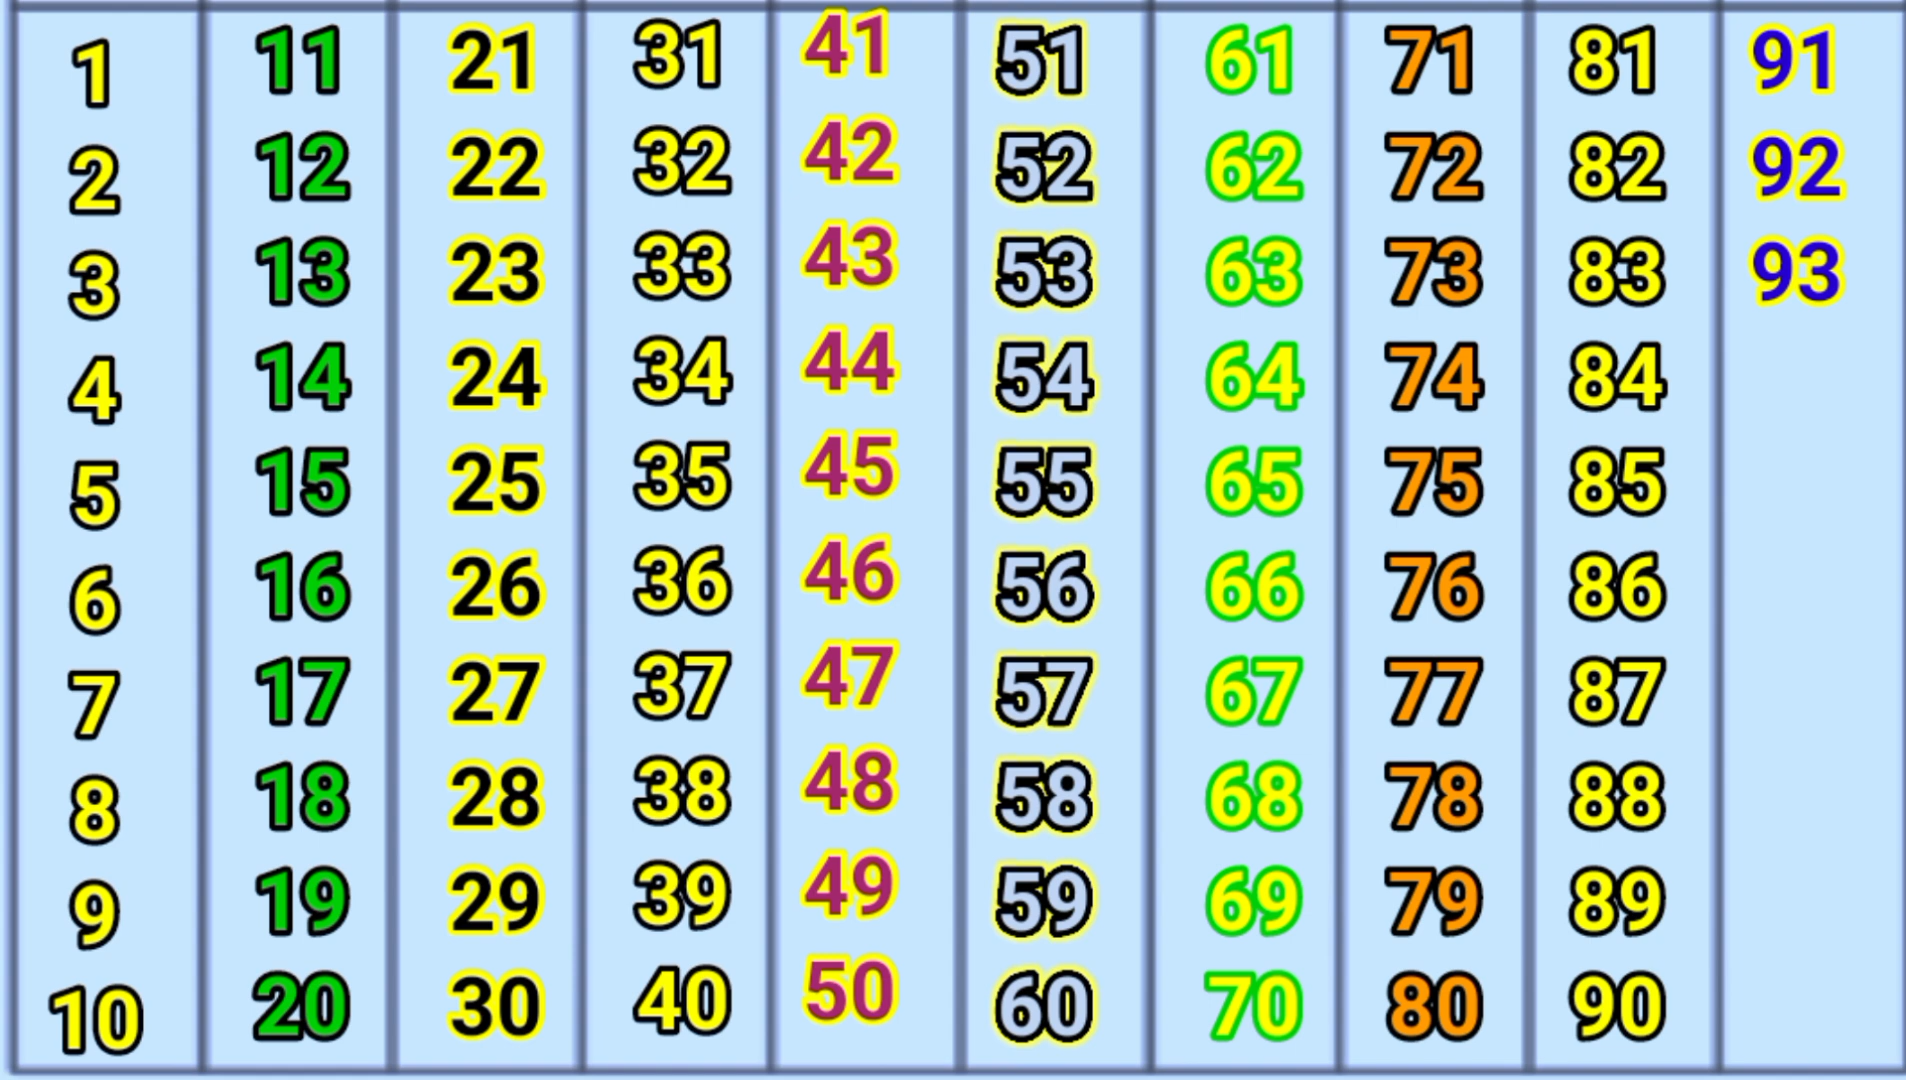 1 11 21 31 41 51 61 71 81 91
2 12 22 32 42 52 62 72 82 92
3 13 23 33 43 53 63 73 83 93
4 14 24 34 44 54 64 74 84
5 15 25 35 45 55 65 75 85
6 16 26 36 46 56 66 76 86
7 17 27 37 47 57 67 77 87
8 18 28 38 48 58 68 78 88
9 19 29 39 49 59 69 79 89
10 20 30 40 50 60 70 80 90